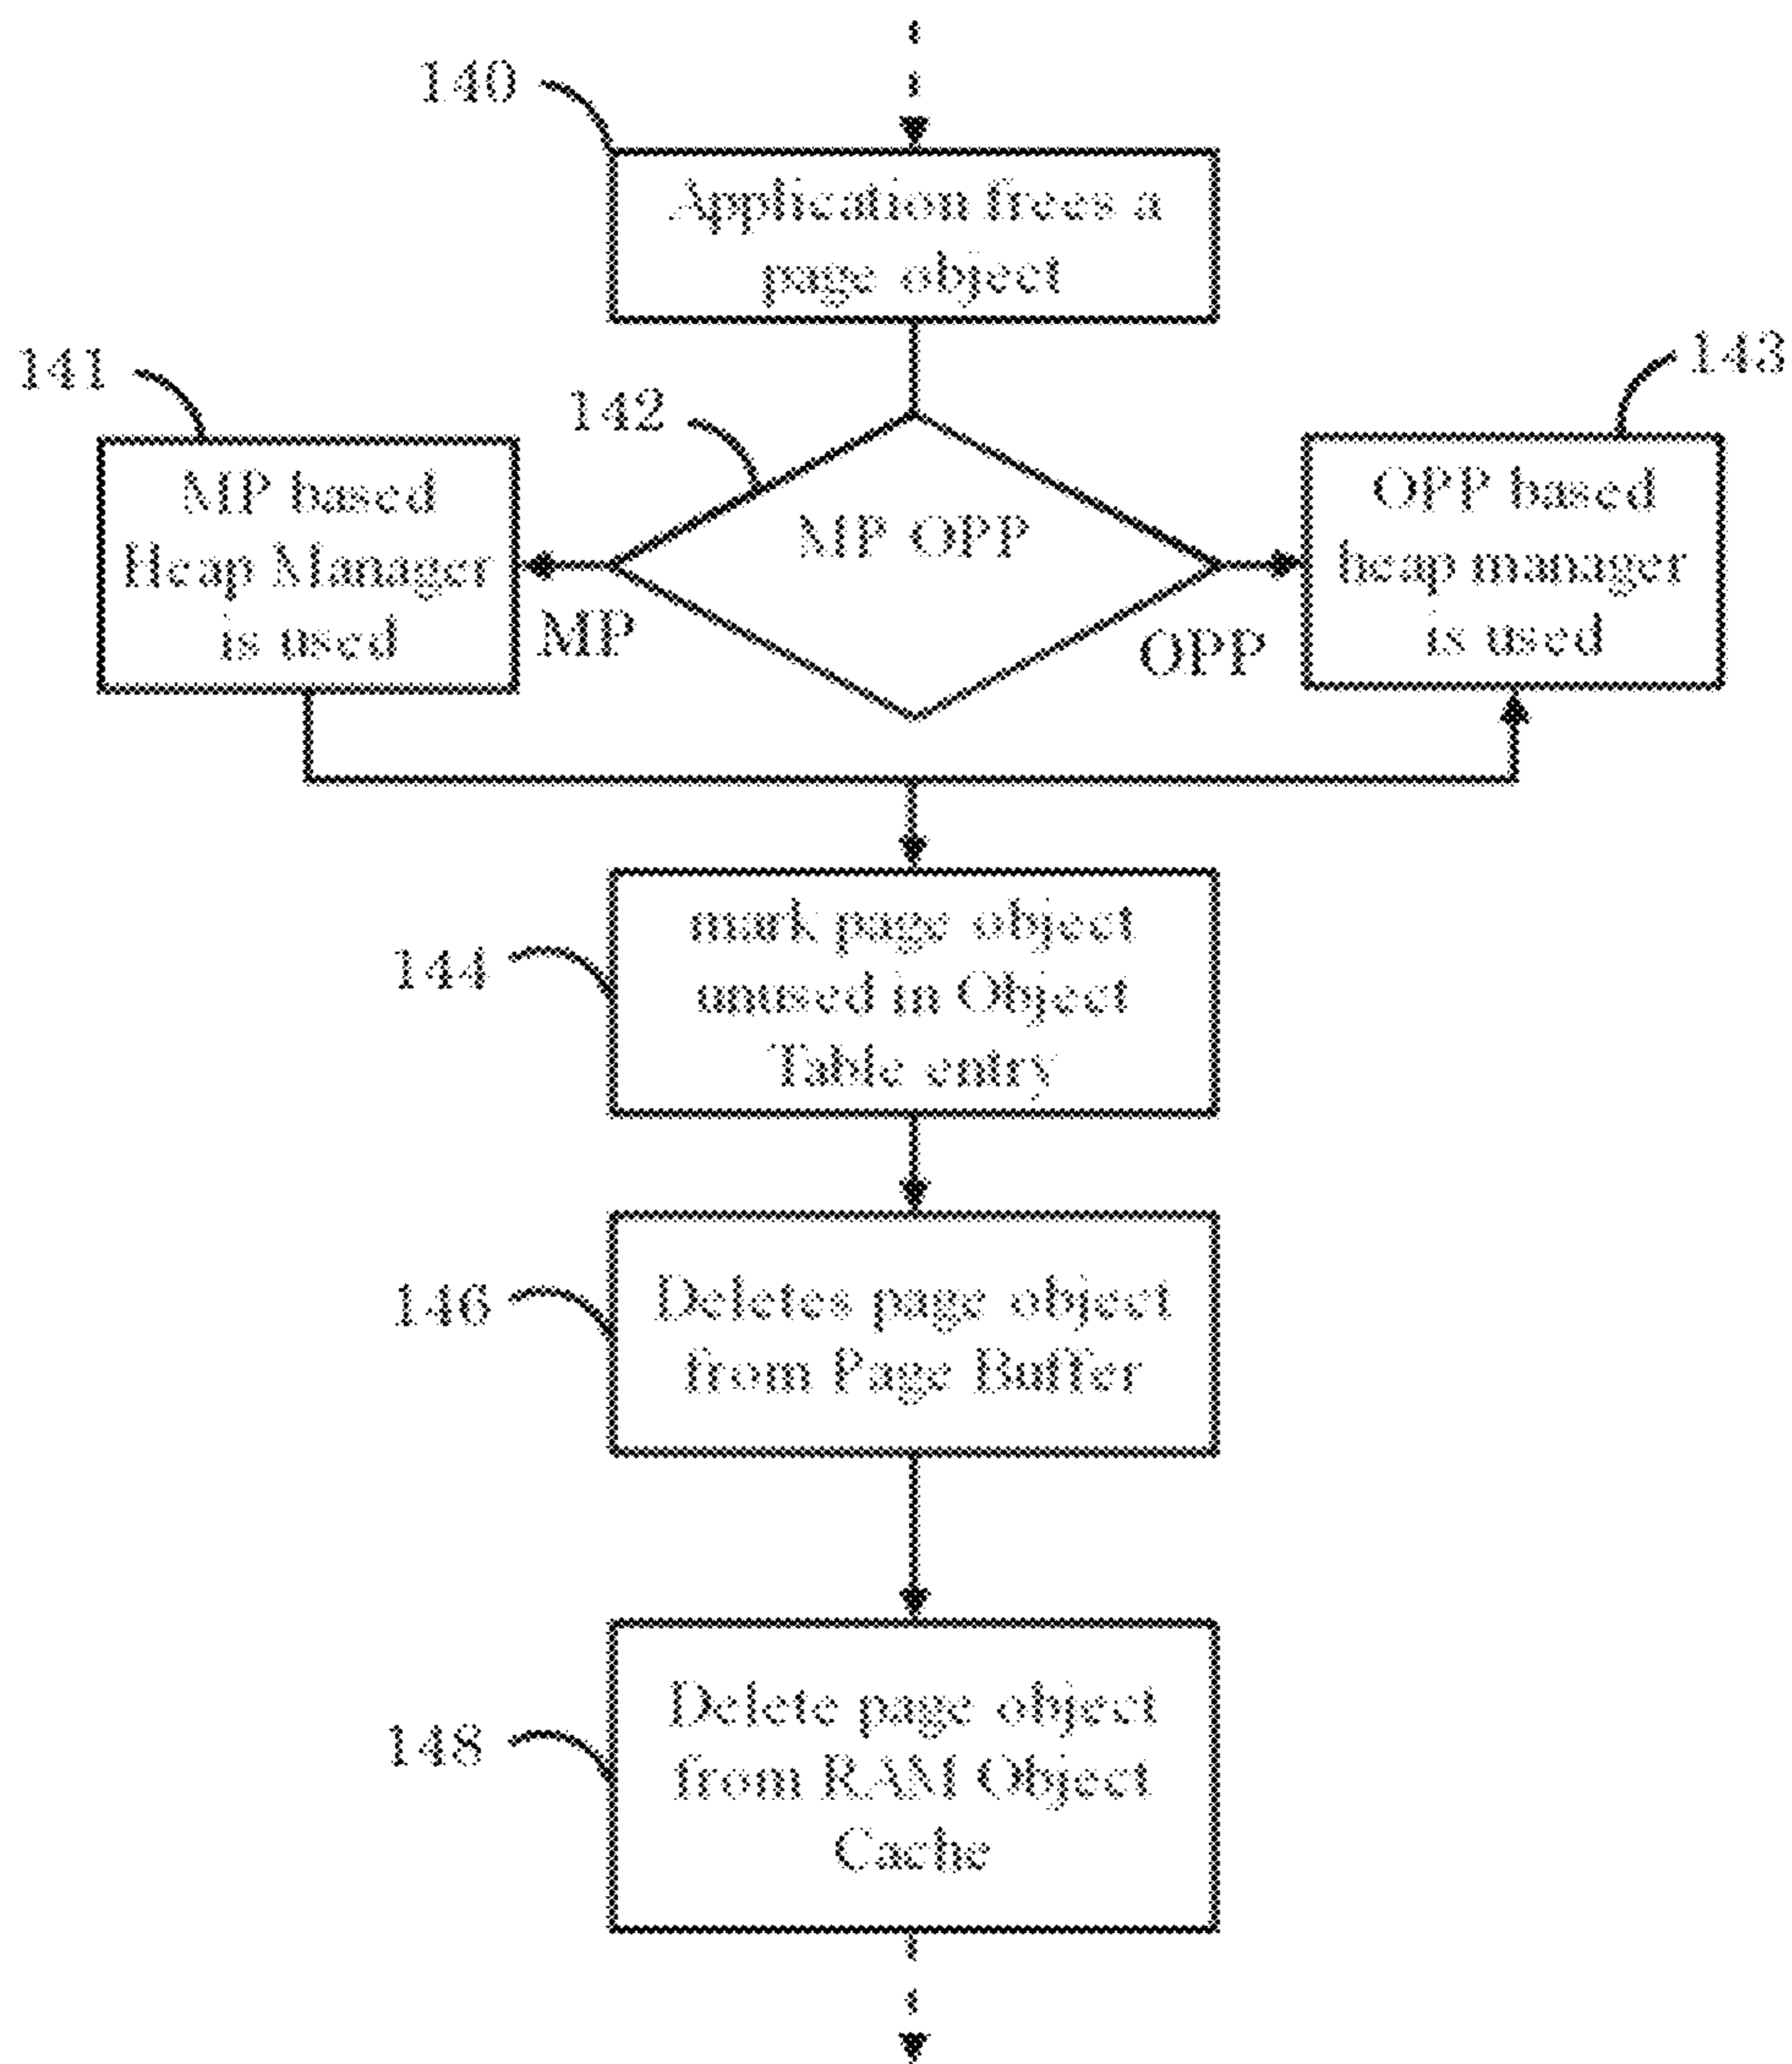 140
Application frees a
page object
141
142
143
MP based
Heap Manager
is used
MP OPP
OPP based
heap manager
is used
MP
OPP
144
mark page object
unused in Object
Table entry
146
Deletes page object
from Page Buffer
148
Delete page object
from RAM Object
Cache